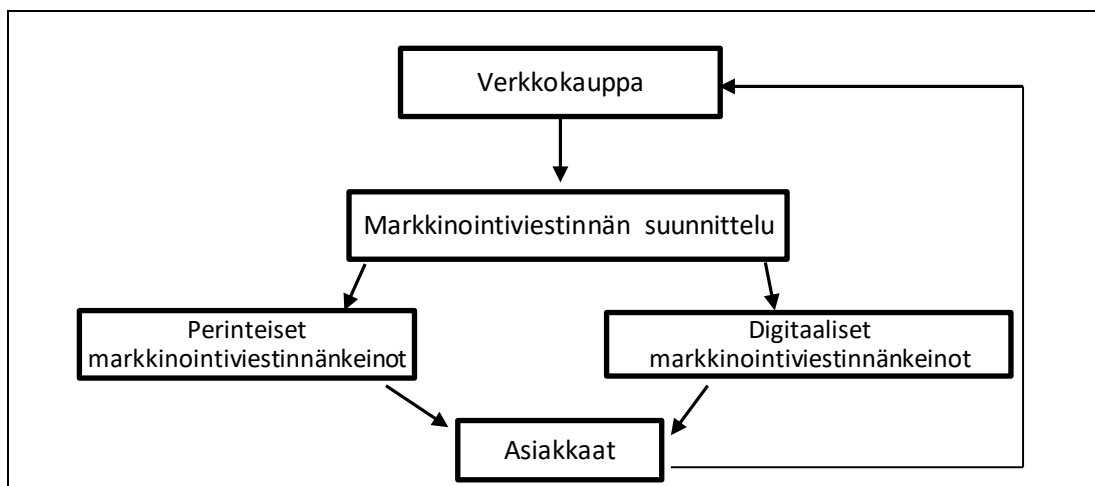 Verkkokauppa
Markkinointiviestinnän suunnittelu
Perinteiset
markkinointiviestinnänkeinot
Digitaaliset
markkinointiviestinnänkeinot
Asiakkaat